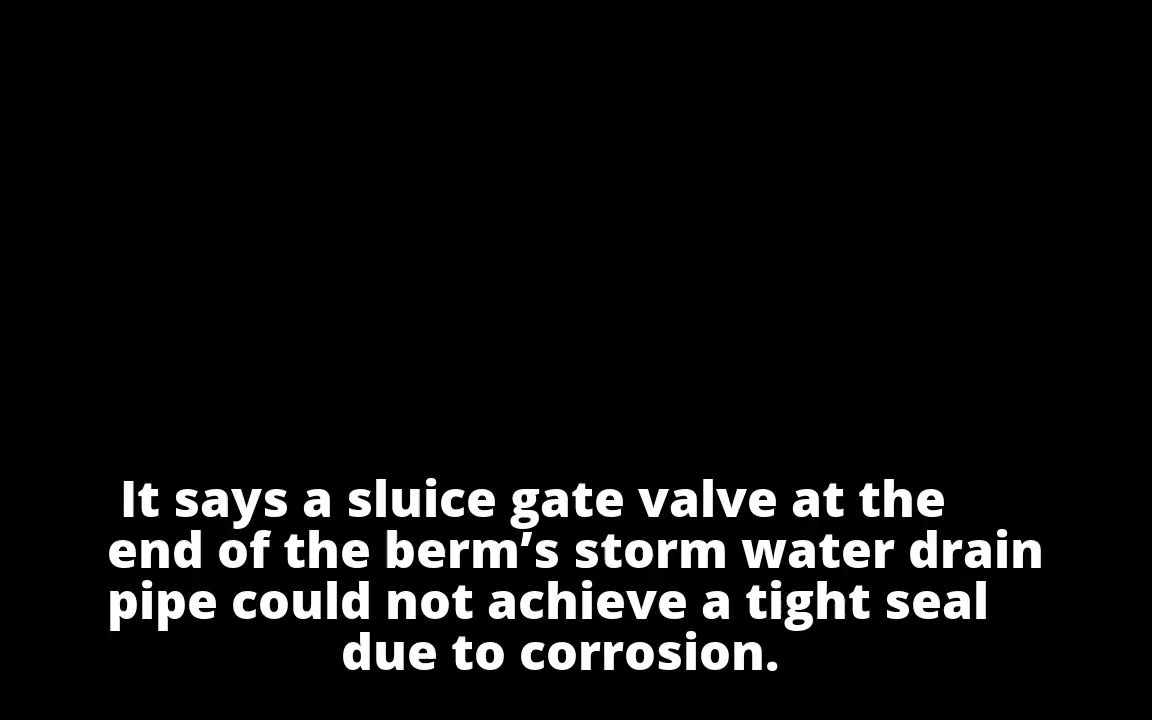 It says a sluice gate valve at the
end of the berm’s storm water drain
pipe could not achieve a tight seal
due to corrosion.